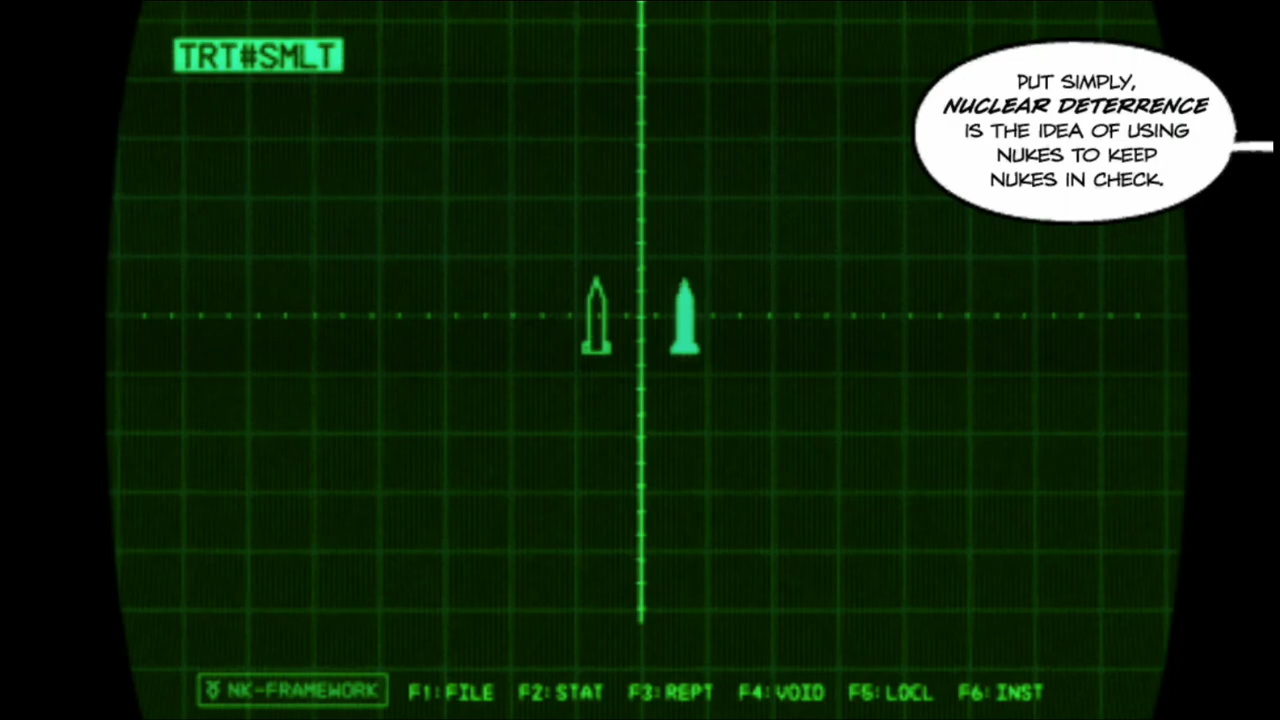 TRT#SMLT
PUT SIMPLY,
NUCLEAR DETERRENCE
IS THE IDEA OF USING
NUKES TO KEEP
NUKES IN CHECK.
NK-FRAMEWORK F1:FILE F2:STAT F3:REPT F4:VOID F5:LOCL F6:INST